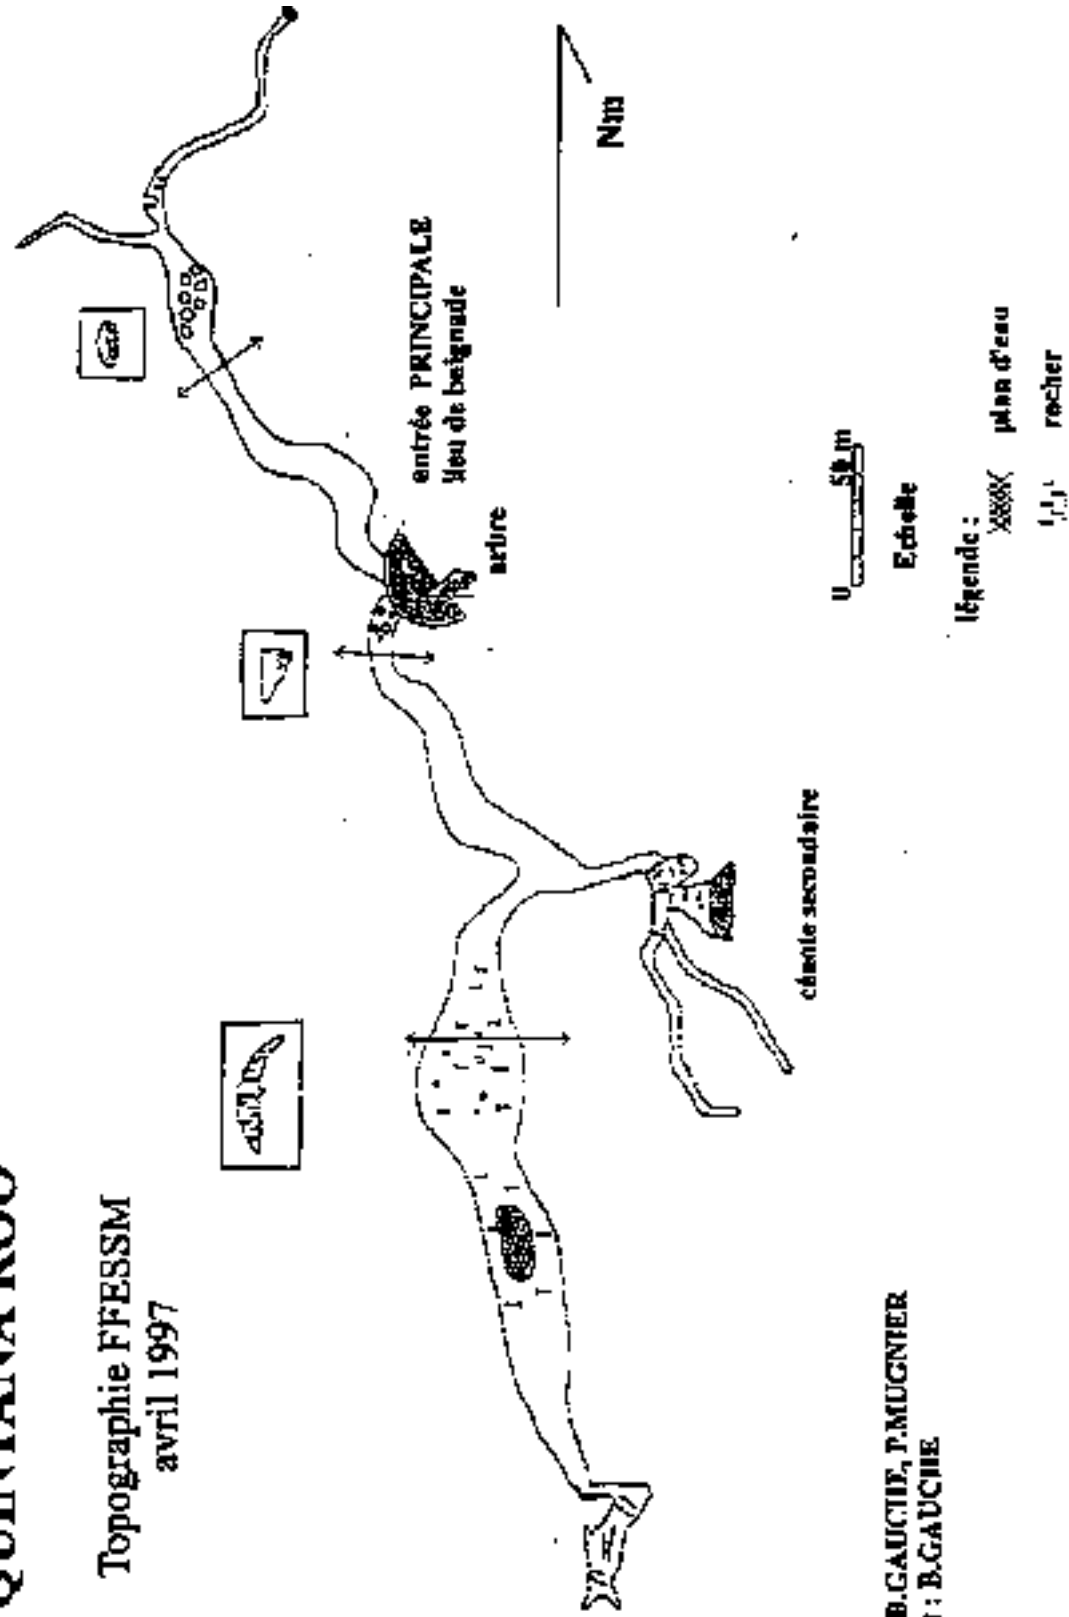 QUINTANA ROO
Topographie FFESSM
avril 1997
entrée PRINCIPALE
lieu de baignade
arbre
Nm
cénote secondaire
0 50 m
Echelle
légende :
plan d'eau
rocher
B.GAUCHE, P.MUGNIER
: B.GAUCHE